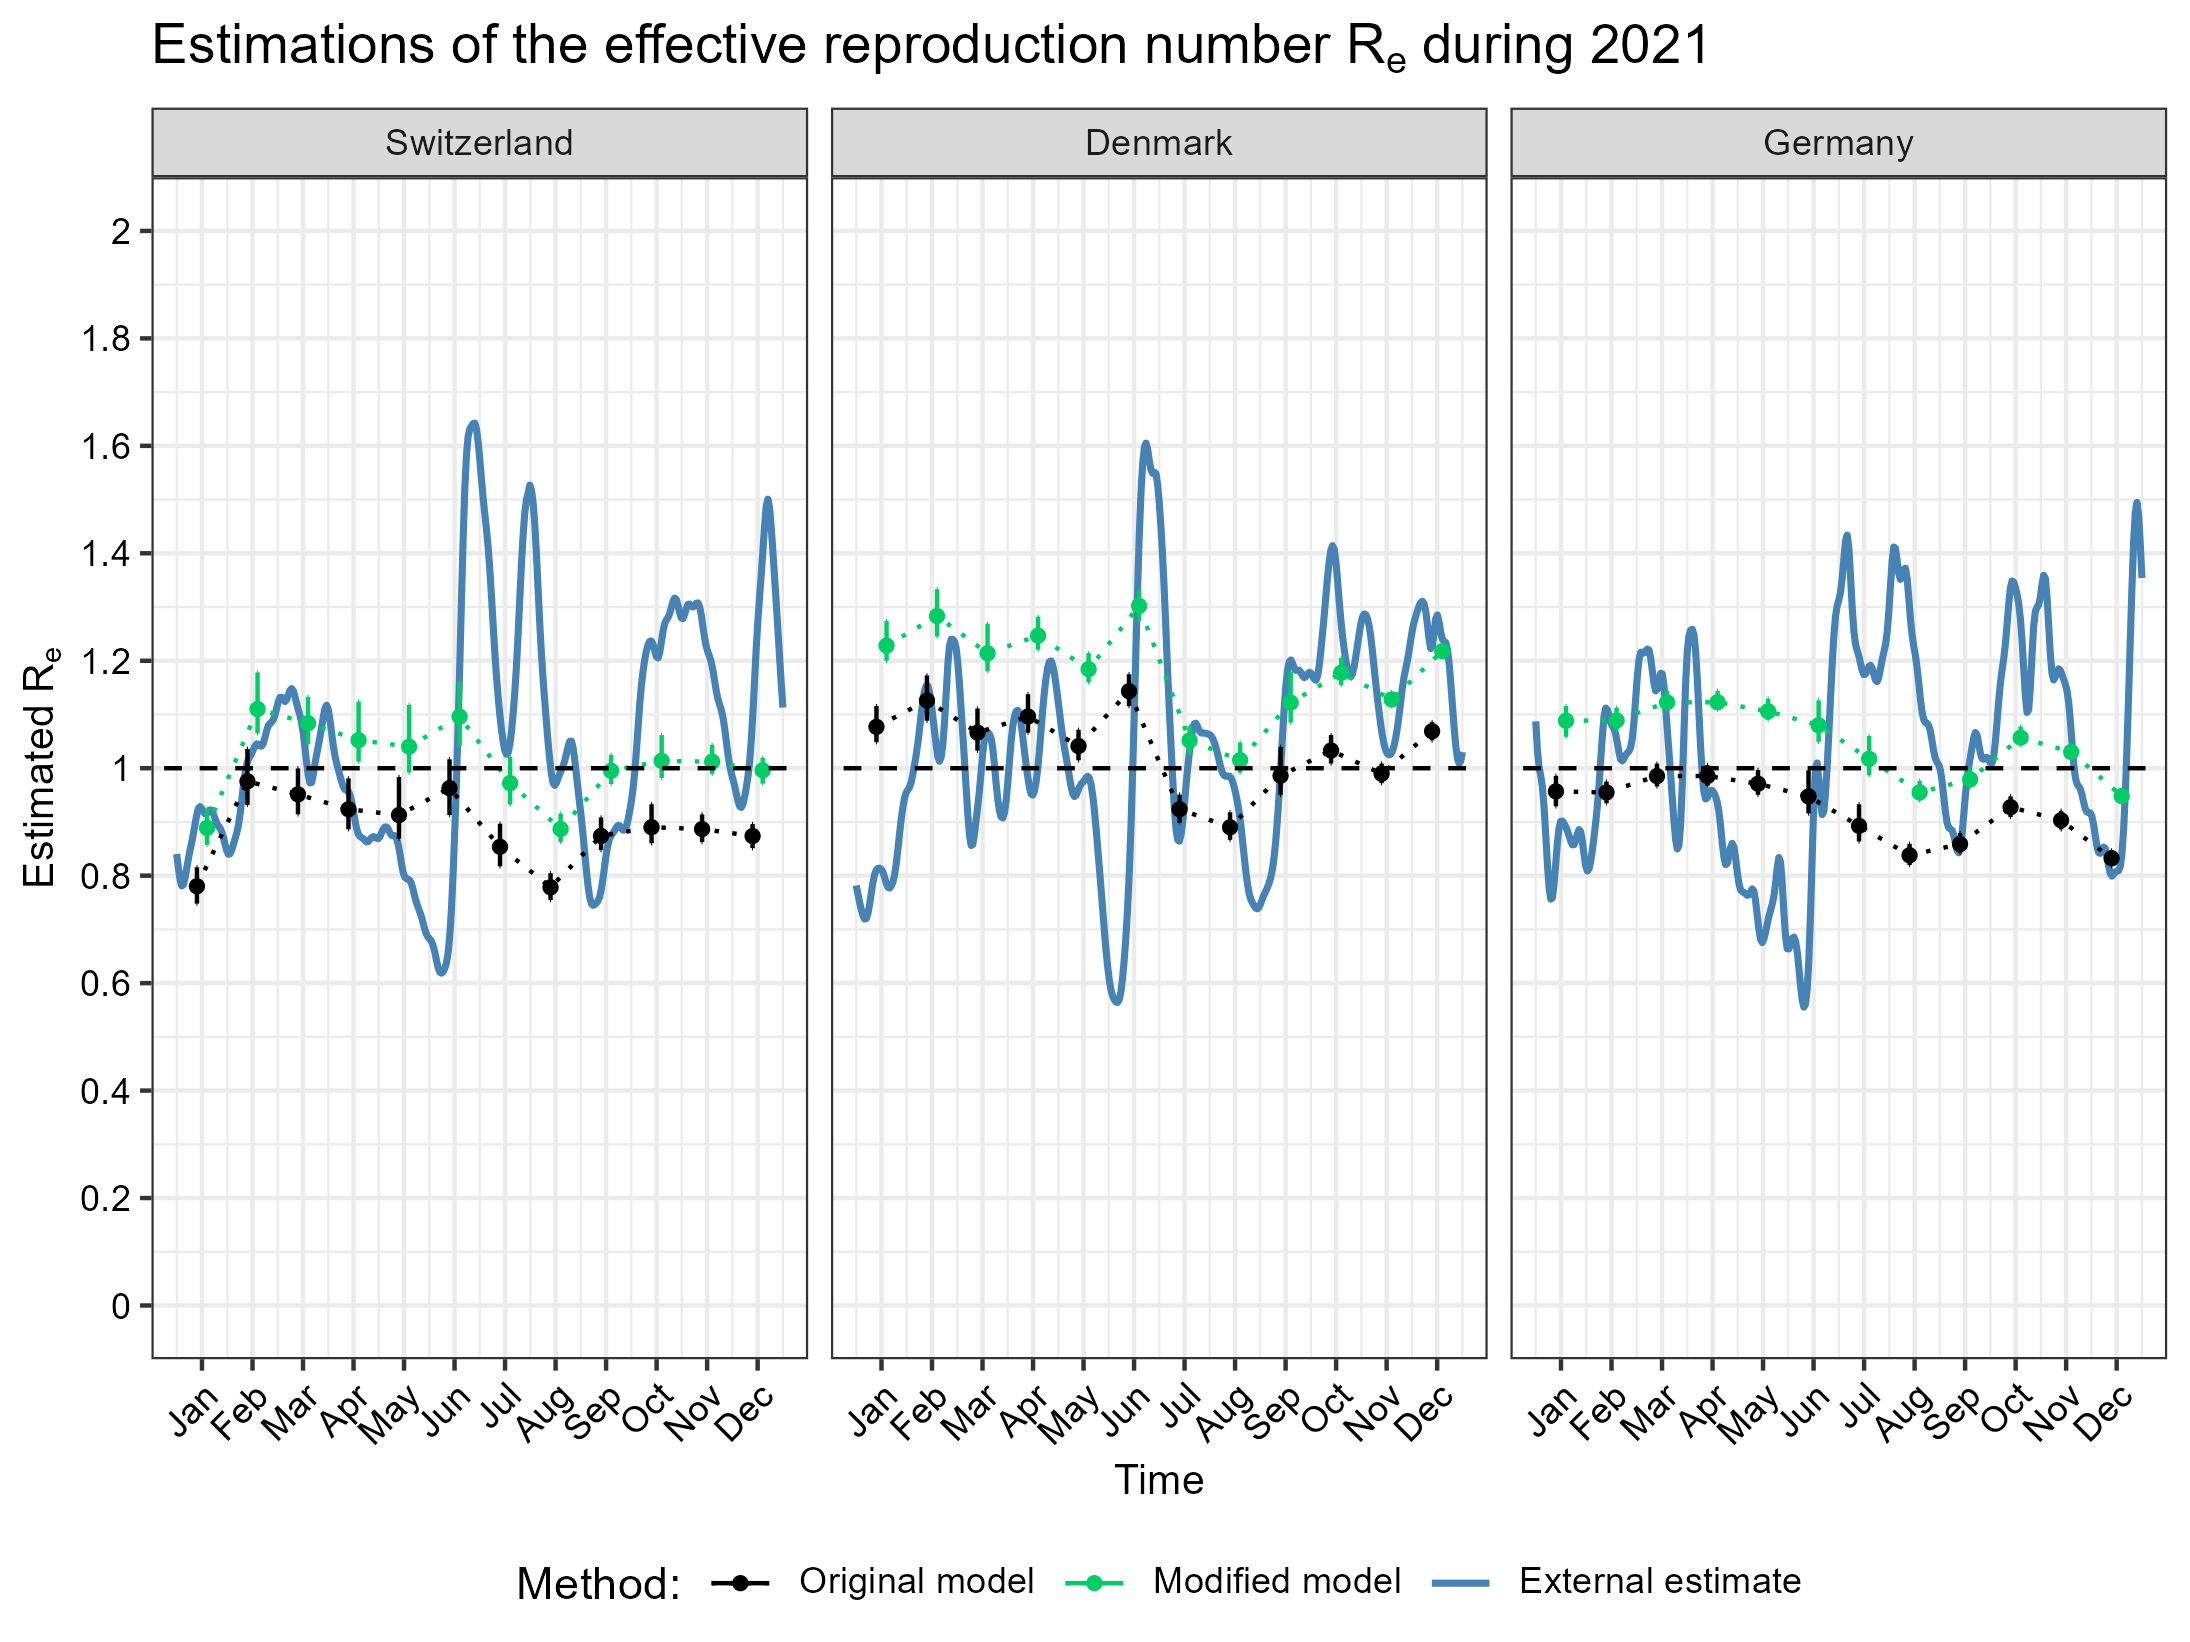 Estimations of the effective reproduction number Re during 2021
Switzerland
Denmark
Germany
Estimated Re
2
1.8
1.6
1.4
1.2
1
0.8
0.6
0.4
0.2
0
Jan Feb Mar Apr May Jun Jul Aug Sep Oct Nov Dec
Jan Feb Mar Apr May Jun Jul Aug Sep Oct Nov Dec
Jan Feb Mar Apr May Jun Jul Aug Sep Oct Nov Dec
Time
Method: Original model Modified model External estimate